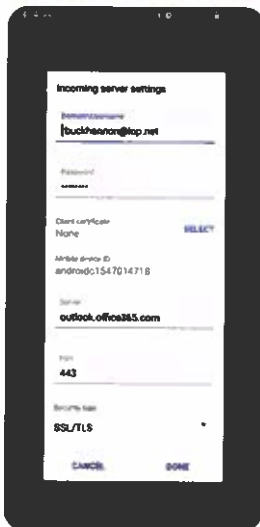 Incoming server settings
Domain\Username
\buckhannon@lop.net
Password
Client certificate
None
SELECT
Mobile device ID
androidc1547014718
Server
outlook.office365.com
Port
443
Security type
SSL/TLS
CANCEL
DONE